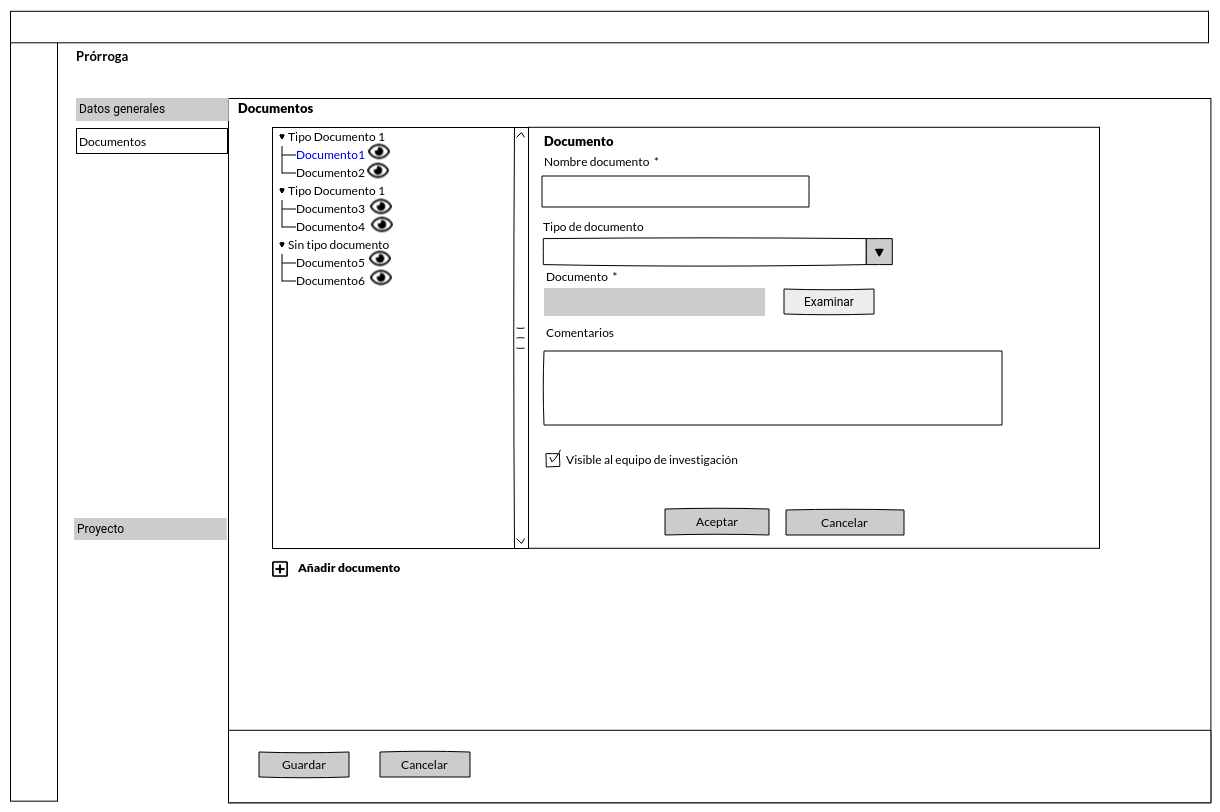 Prórroga
Datos generales
Documentos
Proyecto
Documentos
Tipo Documento 1
Documento1
Documento2
Tipo Documento 1
Documento3
Documento4
Sin tipo documento
Documento5
Documento6
Documento
Nombre documento *
Tipo de documento
Documento *
Examinar
Comentarios
Visible al equipo de investigación
Aceptar Cancelar
Añadir documento
Guardar Cancelar